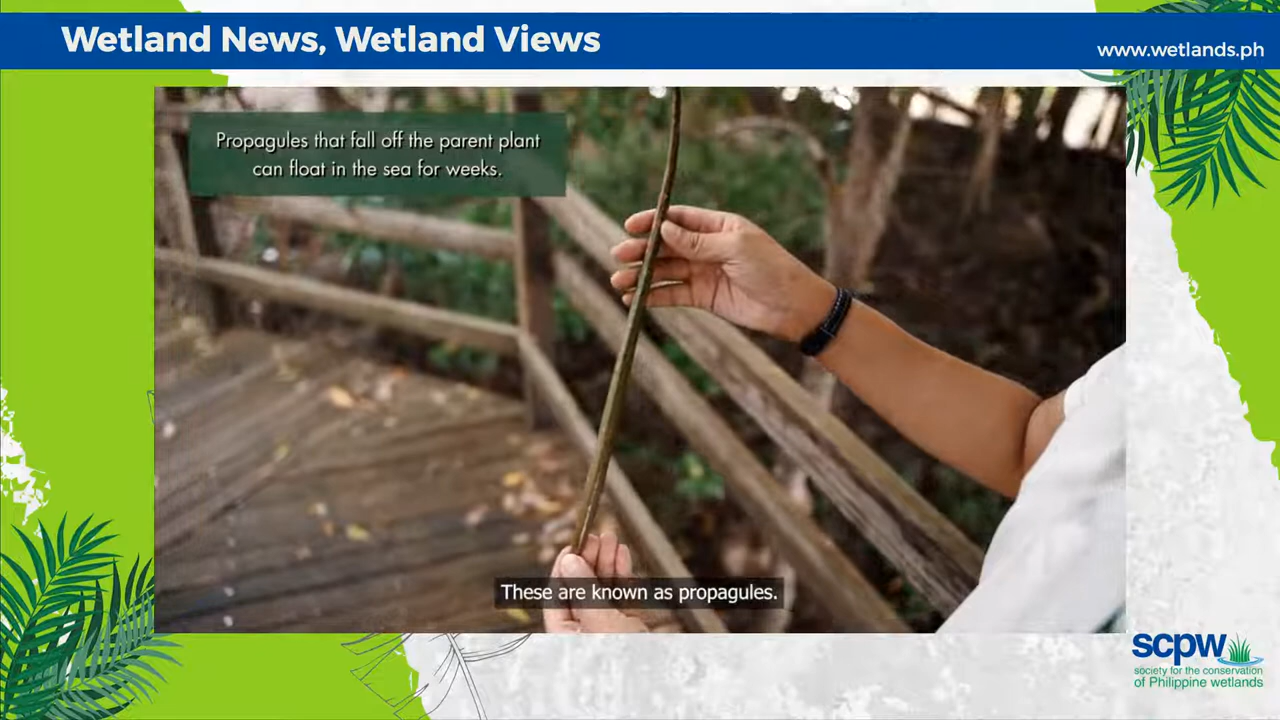 Wetland News, Wetland Views
www.wetlands.ph
Propagules that fall off the parent plant
can float in the sea for weeks.
These are known as propagules.
scpw
society for the conservation
of Philippine wetlands